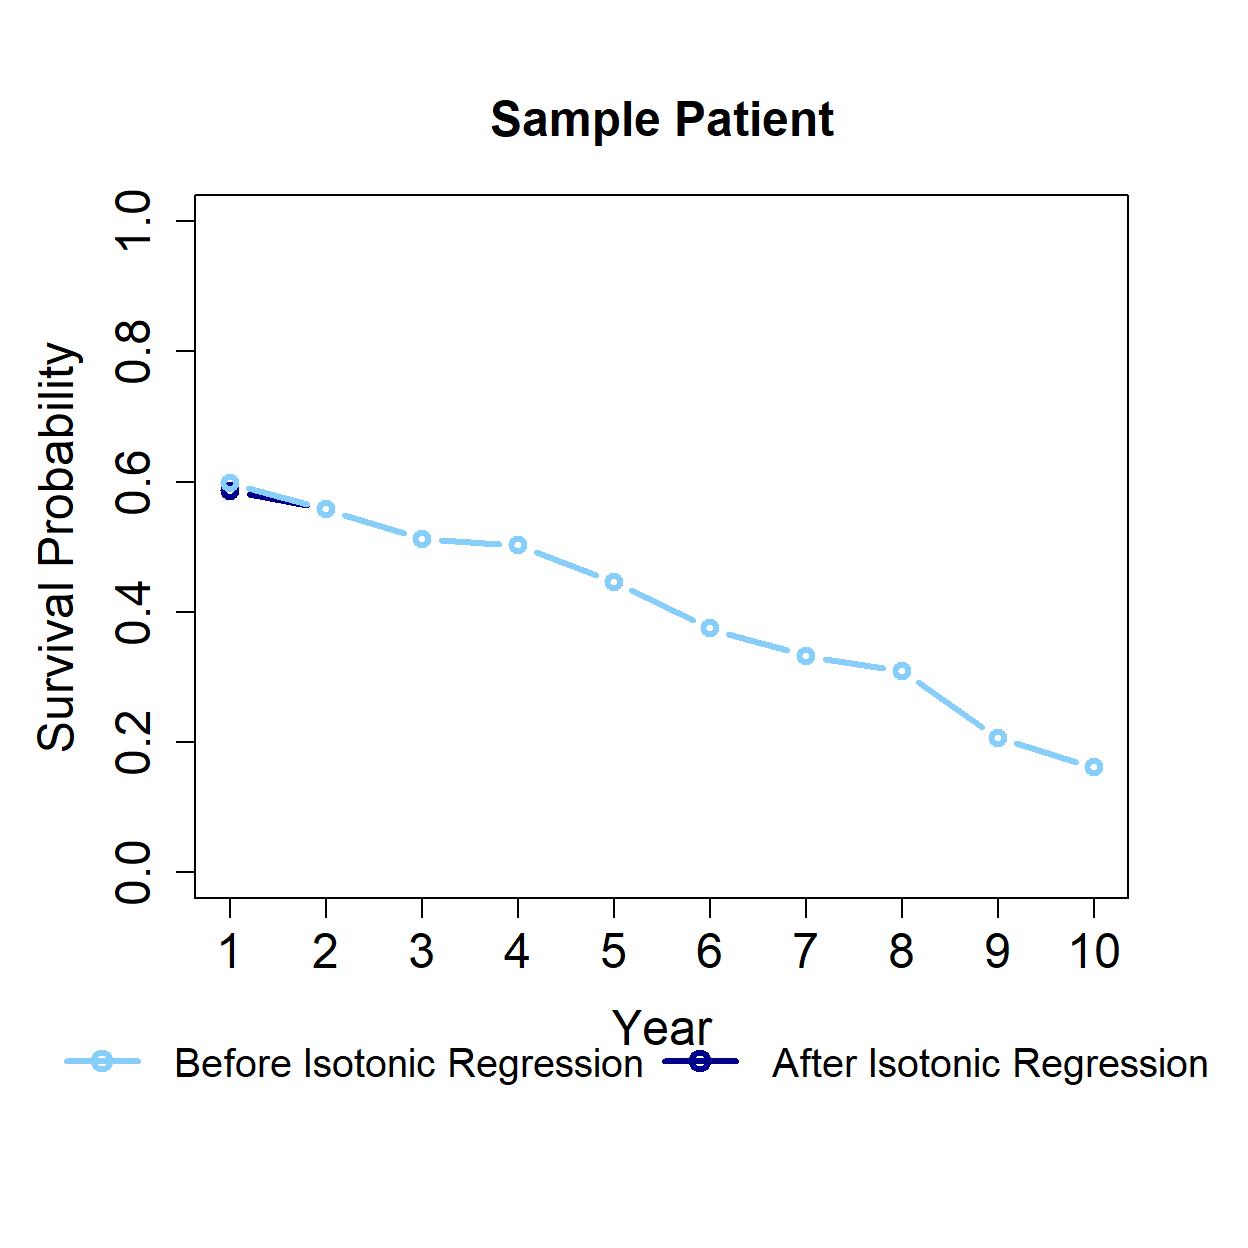 Sample Patient
Survival Probability
1.0
0.8
0.6
0.4
0.2
0.0
1 2 3 4 5 6 7 8 9 10
Year
Before Isotonic Regression After Isotonic Regression